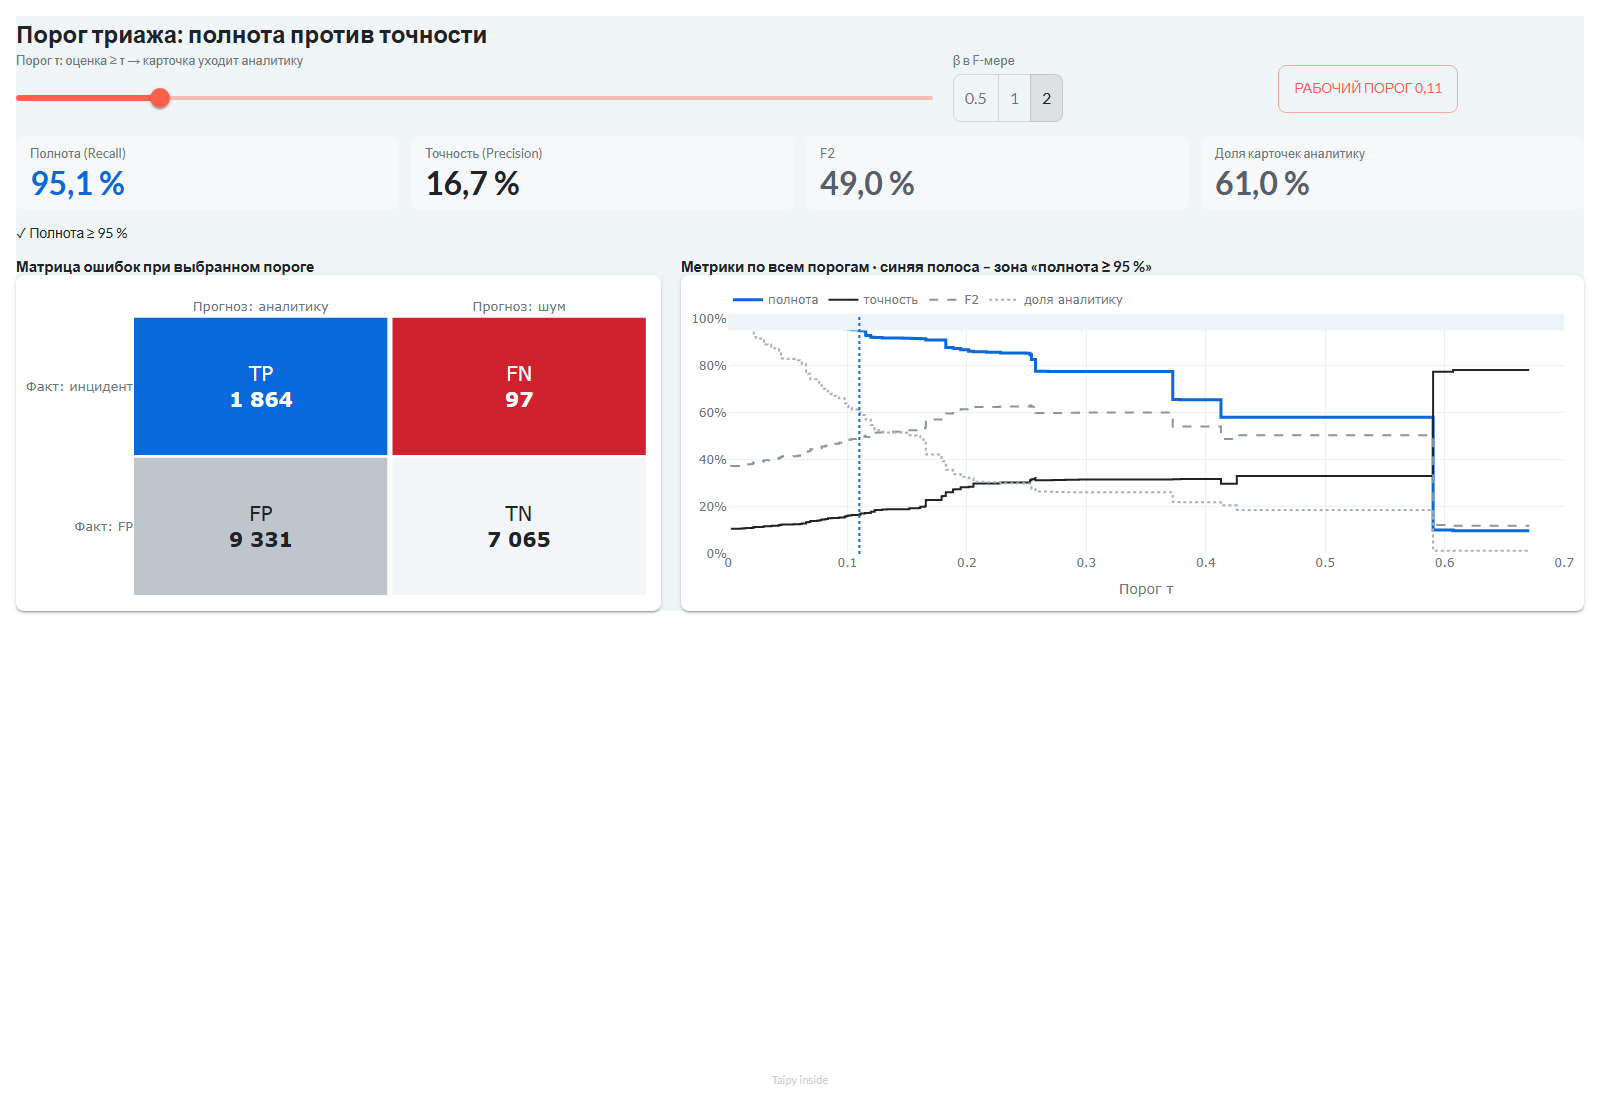 Порог триажа: полнота против точности
Порог τ: оценка ≥ τ → карточка уходит аналитику
β в F-мере
0.5 1 2
РАБОЧИЙ ПОРОГ 0,11
Полнота (Recall)
95,1 %
Точность (Precision)
16,7 %
F2
49,0 %
Доля карточек аналитику
61,0 %
✓ Полнота ≥ 95 %
Матрица ошибок при выбранном пороге
Прогноз: аналитику
Прогноз: шум
Факт: инцидент
TP
1 864
FN
97
Факт: FP
FP
9 331
TN
7 065
Метрики по всем порогам · синяя полоса – зона «полнота ≥ 95 %»
полнота точность F2 доля аналитику
100%
80%
60%
40%
20%
0%
0 0.1 0.2 0.3 0.4 0.5 0.6 0.7
Порог τ
Taipy inside